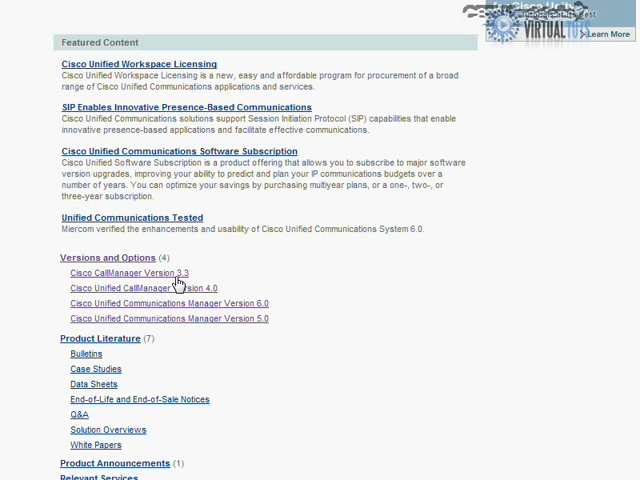 Cisco Unity
VIRTUAL TUTS
Learn More
Featured Content
Cisco Unified Workspace Licensing
Cisco Unified Workspace Licensing is a new, easy and affordable program for procurement of a broad
range of Cisco Unified Communications applications and services.
SIP Enables Innovative Presence-Based Communications
Cisco Unified Communications solutions support Session Initiation Protocol (SIP) capabilities that enable
innovative presence-based applications and facilitate effective communications.
Cisco Unified Communications Software Subscription
Cisco Unified Software Subscription is a product offering that allows you to subscribe to major software
version upgrades, improving your ability to predict and plan your IP communications budgets over a
number of years. You can optimize your savings by purchasing multiyear plans, or a one-, two-, or
three-year subscription.
Unified Communications Tested
Miercom verified the enhancements and usability of Cisco Unified Communications System 6.0.
Versions and Options (4)
Cisco CallManager Version 3.3
Cisco Unified CallManager Version 4.0
Cisco Unified Communications Manager Version 6.0
Cisco Unified Communications Manager Version 5.0
Product Literature (7)
Bulletins
Case Studies
Data Sheets
End-of-Life and End-of-Sale Notices
Q&A
Solution Overviews
White Papers
Product Announcements (1)
Relevant Services